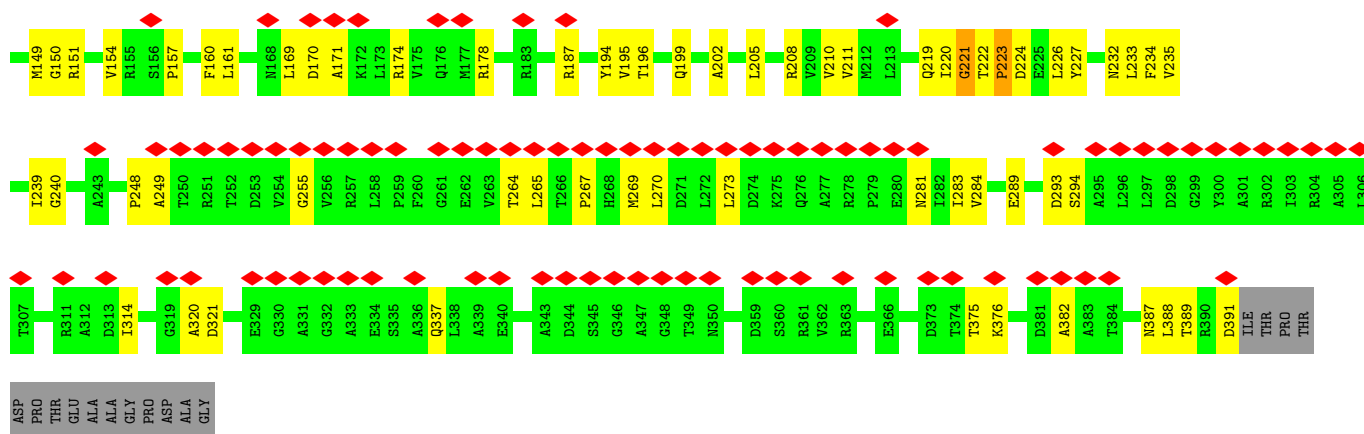 M149 G150 R151 V154 R155 S156 P157 F160 L161 N168 L169 D170 A171 K172 L173 R174 V175 Q176 M177 R178 R183 R187 Y194 V195 T196 Q199 A202 L205 R208 V209 V210 V211 M212 L213 Q219 I220 G221 T222 P223 D224 E225 L226 Y227 N232 L233 F234 V235
I239 G240 A243 P248 A249 T250 R251 T252 D253 V254 G255 V256 R257 L258 P259 F260 G261 E262 V263 T264 L265 T266 P267 H268 M269 L270 D271 L272 L273 D274 K275 Q276 A277 R278 P279 E280 N281 I282 I283 V284 E289 D293 S294 A295 L296 L297 D298 G299 Y300 A301 R302 I303 R304 A305 L306
T307 R311 A312 D313 I314 G319 A320 D321 E329 G330 A331 G332 A333 E334 S335 A336 Q337 L338 A339 E340 A343 D344 S345 G346 A347 G348 T349 N350 D359 S360 R361 V362 R363 E366 D373 T374 T375 K376 D381 A382 A383 T384 N387 L388 T389 R390 D391 ILE THR PRO THR
ASP PRO THR GLU ALA ALA GLY PRO ASP ALA GLY